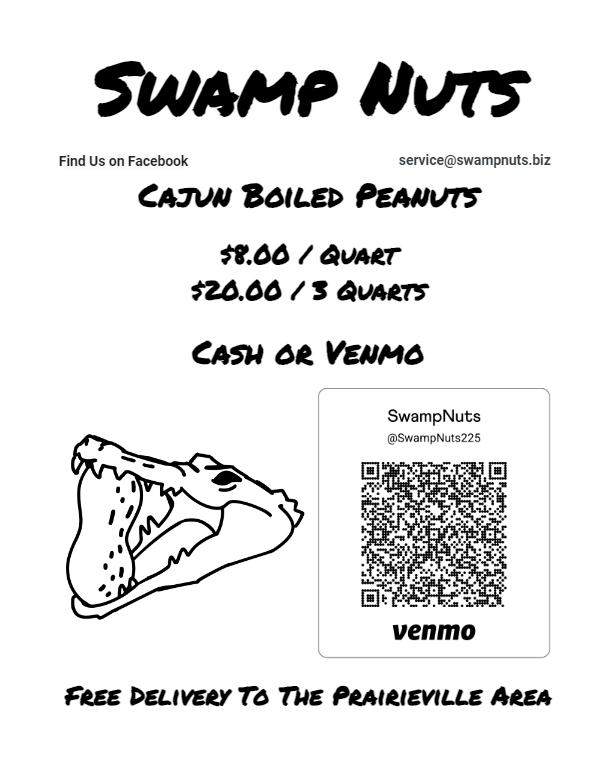 Swamp Nuts
Find Us on Facebook
service@swampnuts.biz
Cajun Boiled Peanuts
$8.00 / Quart
$20.00 / 3 Quarts
Cash or Venmo
SwampNuts
@SwampNuts225
venmo
Free Delivery To The Prairieville Area